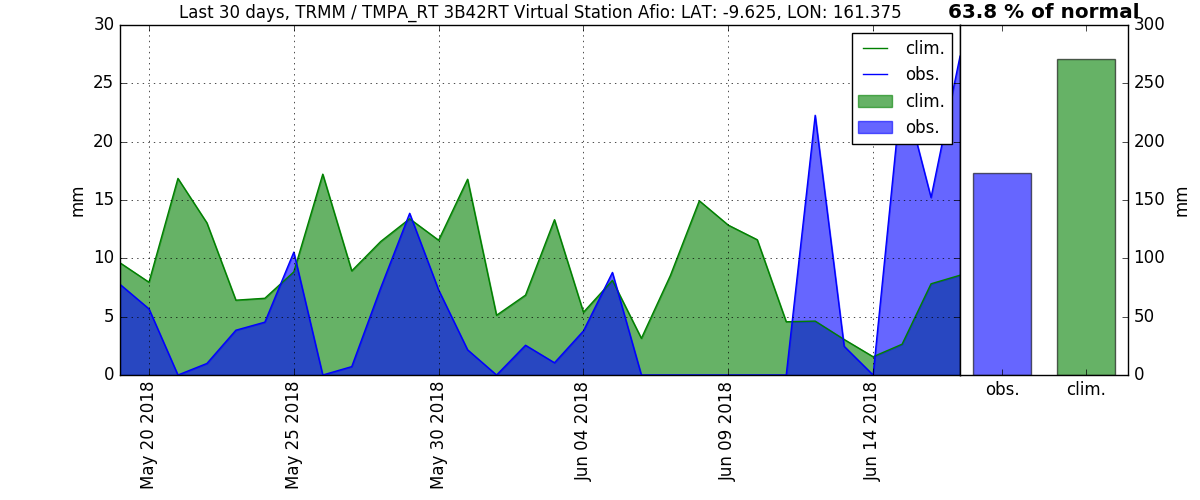 Last 30 days, TRMM / TMPA_RT 3B42RT Virtual Station Afio: LAT: -9.625, LON: 161.375
63.8 % of normal
30
25
20
15
10
5
0
mm
clim.
obs.
clim.
obs.
300
250
200
150
100
50
0
mm
May 20 2018
May 25 2018
May 30 2018
Jun 04 2018
Jun 09 2018
Jun 14 2018
obs.
clim.